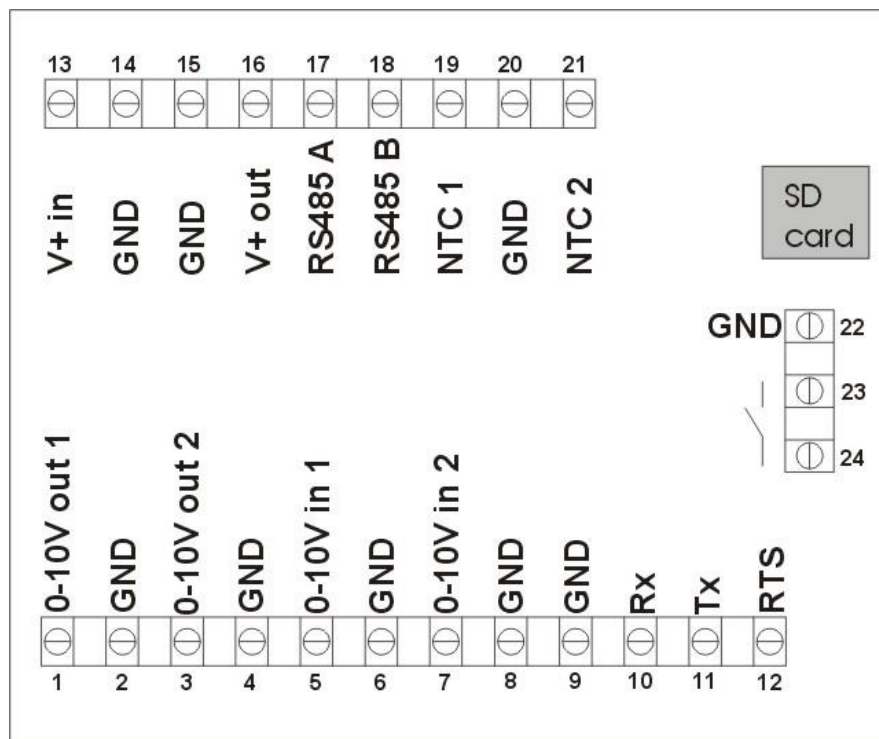 13 14 15 16 17 18 19 20 21
V+ in
GND
GND
V+ out
RS485 A
RS485 B
NTC 1
GND
NTC 2
SD
card
GND 22
23
24
0-10V out 1
GND
0-10V out 2
GND
0-10V in 1
GND
0-10V in 2
GND
GND
Rx
Tx
RTS
1 2 3 4 5 6 7 8 9 10 11 12